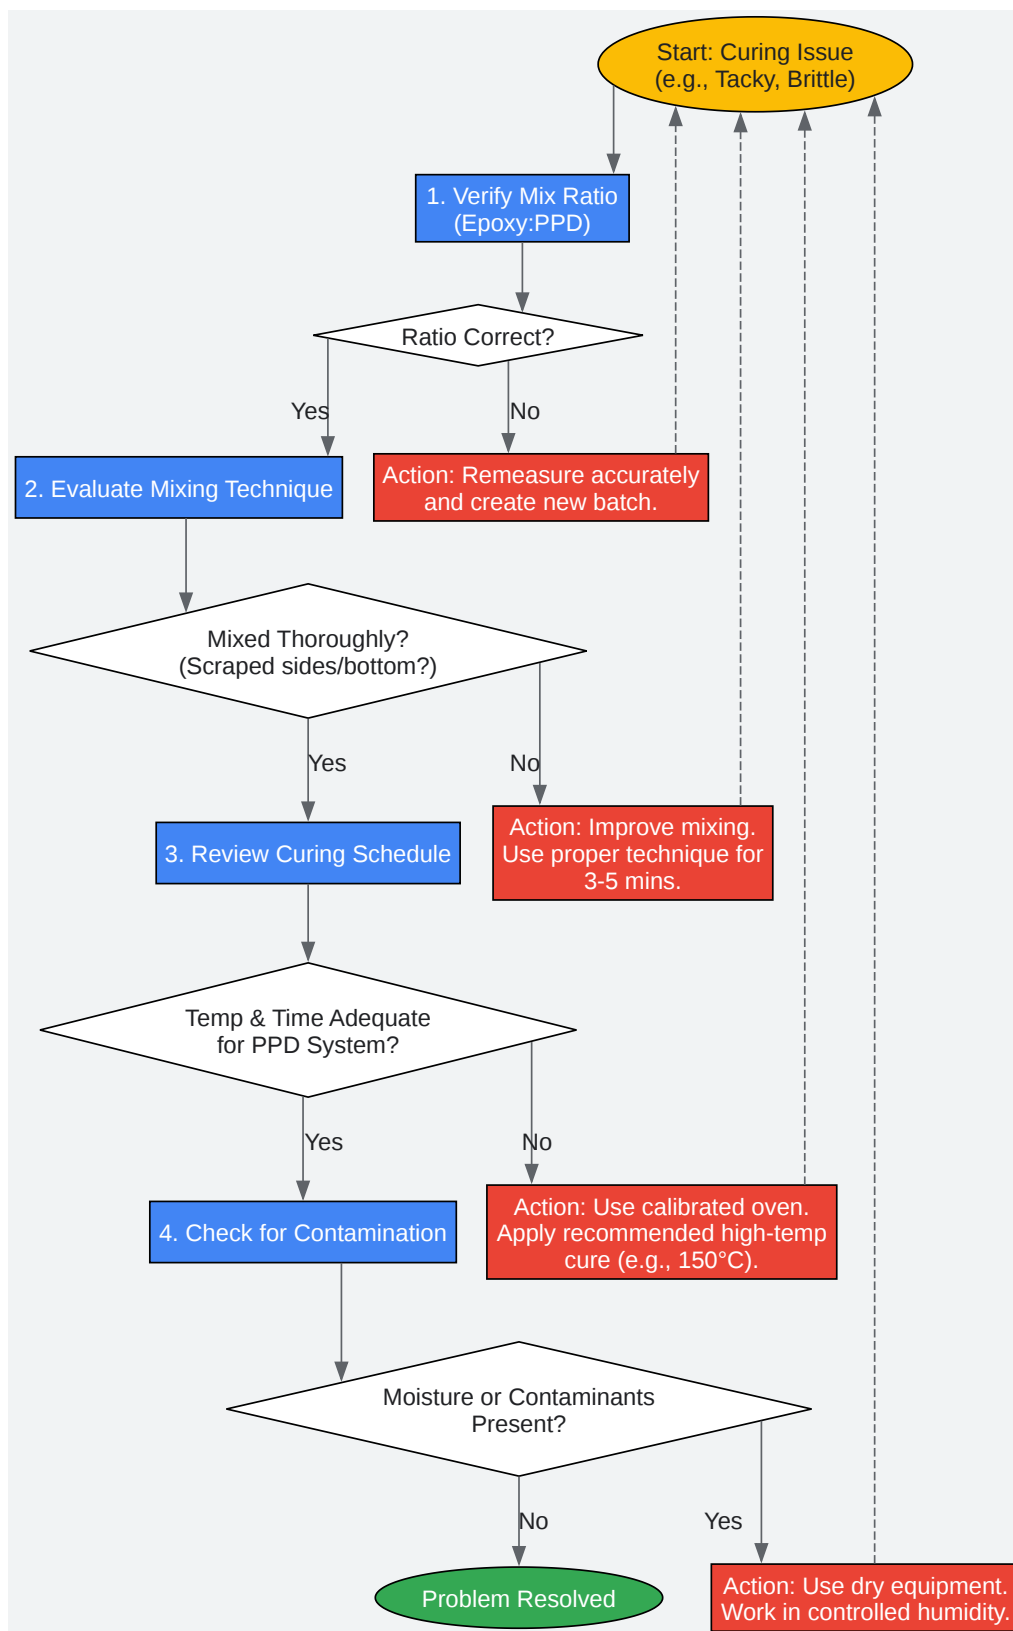 Start: Curing Issue
(e.g., Tacky, Brittle)
1. Verify Mix Ratio
(Epoxy:PPD)
Ratio Correct?
Yes
No
2. Evaluate Mixing Technique
Action: Remeasure accurately
and create new batch.
Mixed Thoroughly?
(Scraped sides/bottom?)
Yes
No
3. Review Curing Schedule
Action: Improve mixing.
Use proper technique for
3-5 mins.
Temp & Time Adequate
for PPD System?
Yes
No
4. Check for Contamination
Action: Use calibrated oven.
Apply recommended high-temp
cure (e.g., 150°C).
Moisture or Contaminants
Present?
No
Yes
Problem Resolved
Action: Use dry equipment.
Work in controlled humidity.